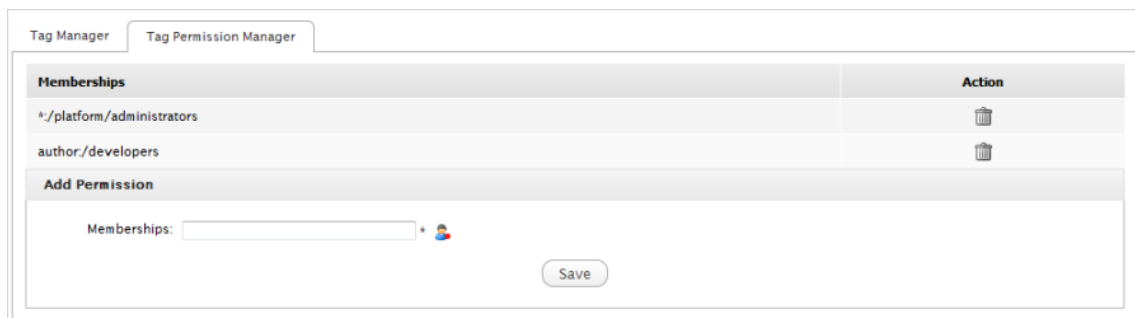 Tag Manager Tag Permission Manager
Memberships Action
*:/platform/administrators
author:/developers
Add Permission
Memberships: *
Save